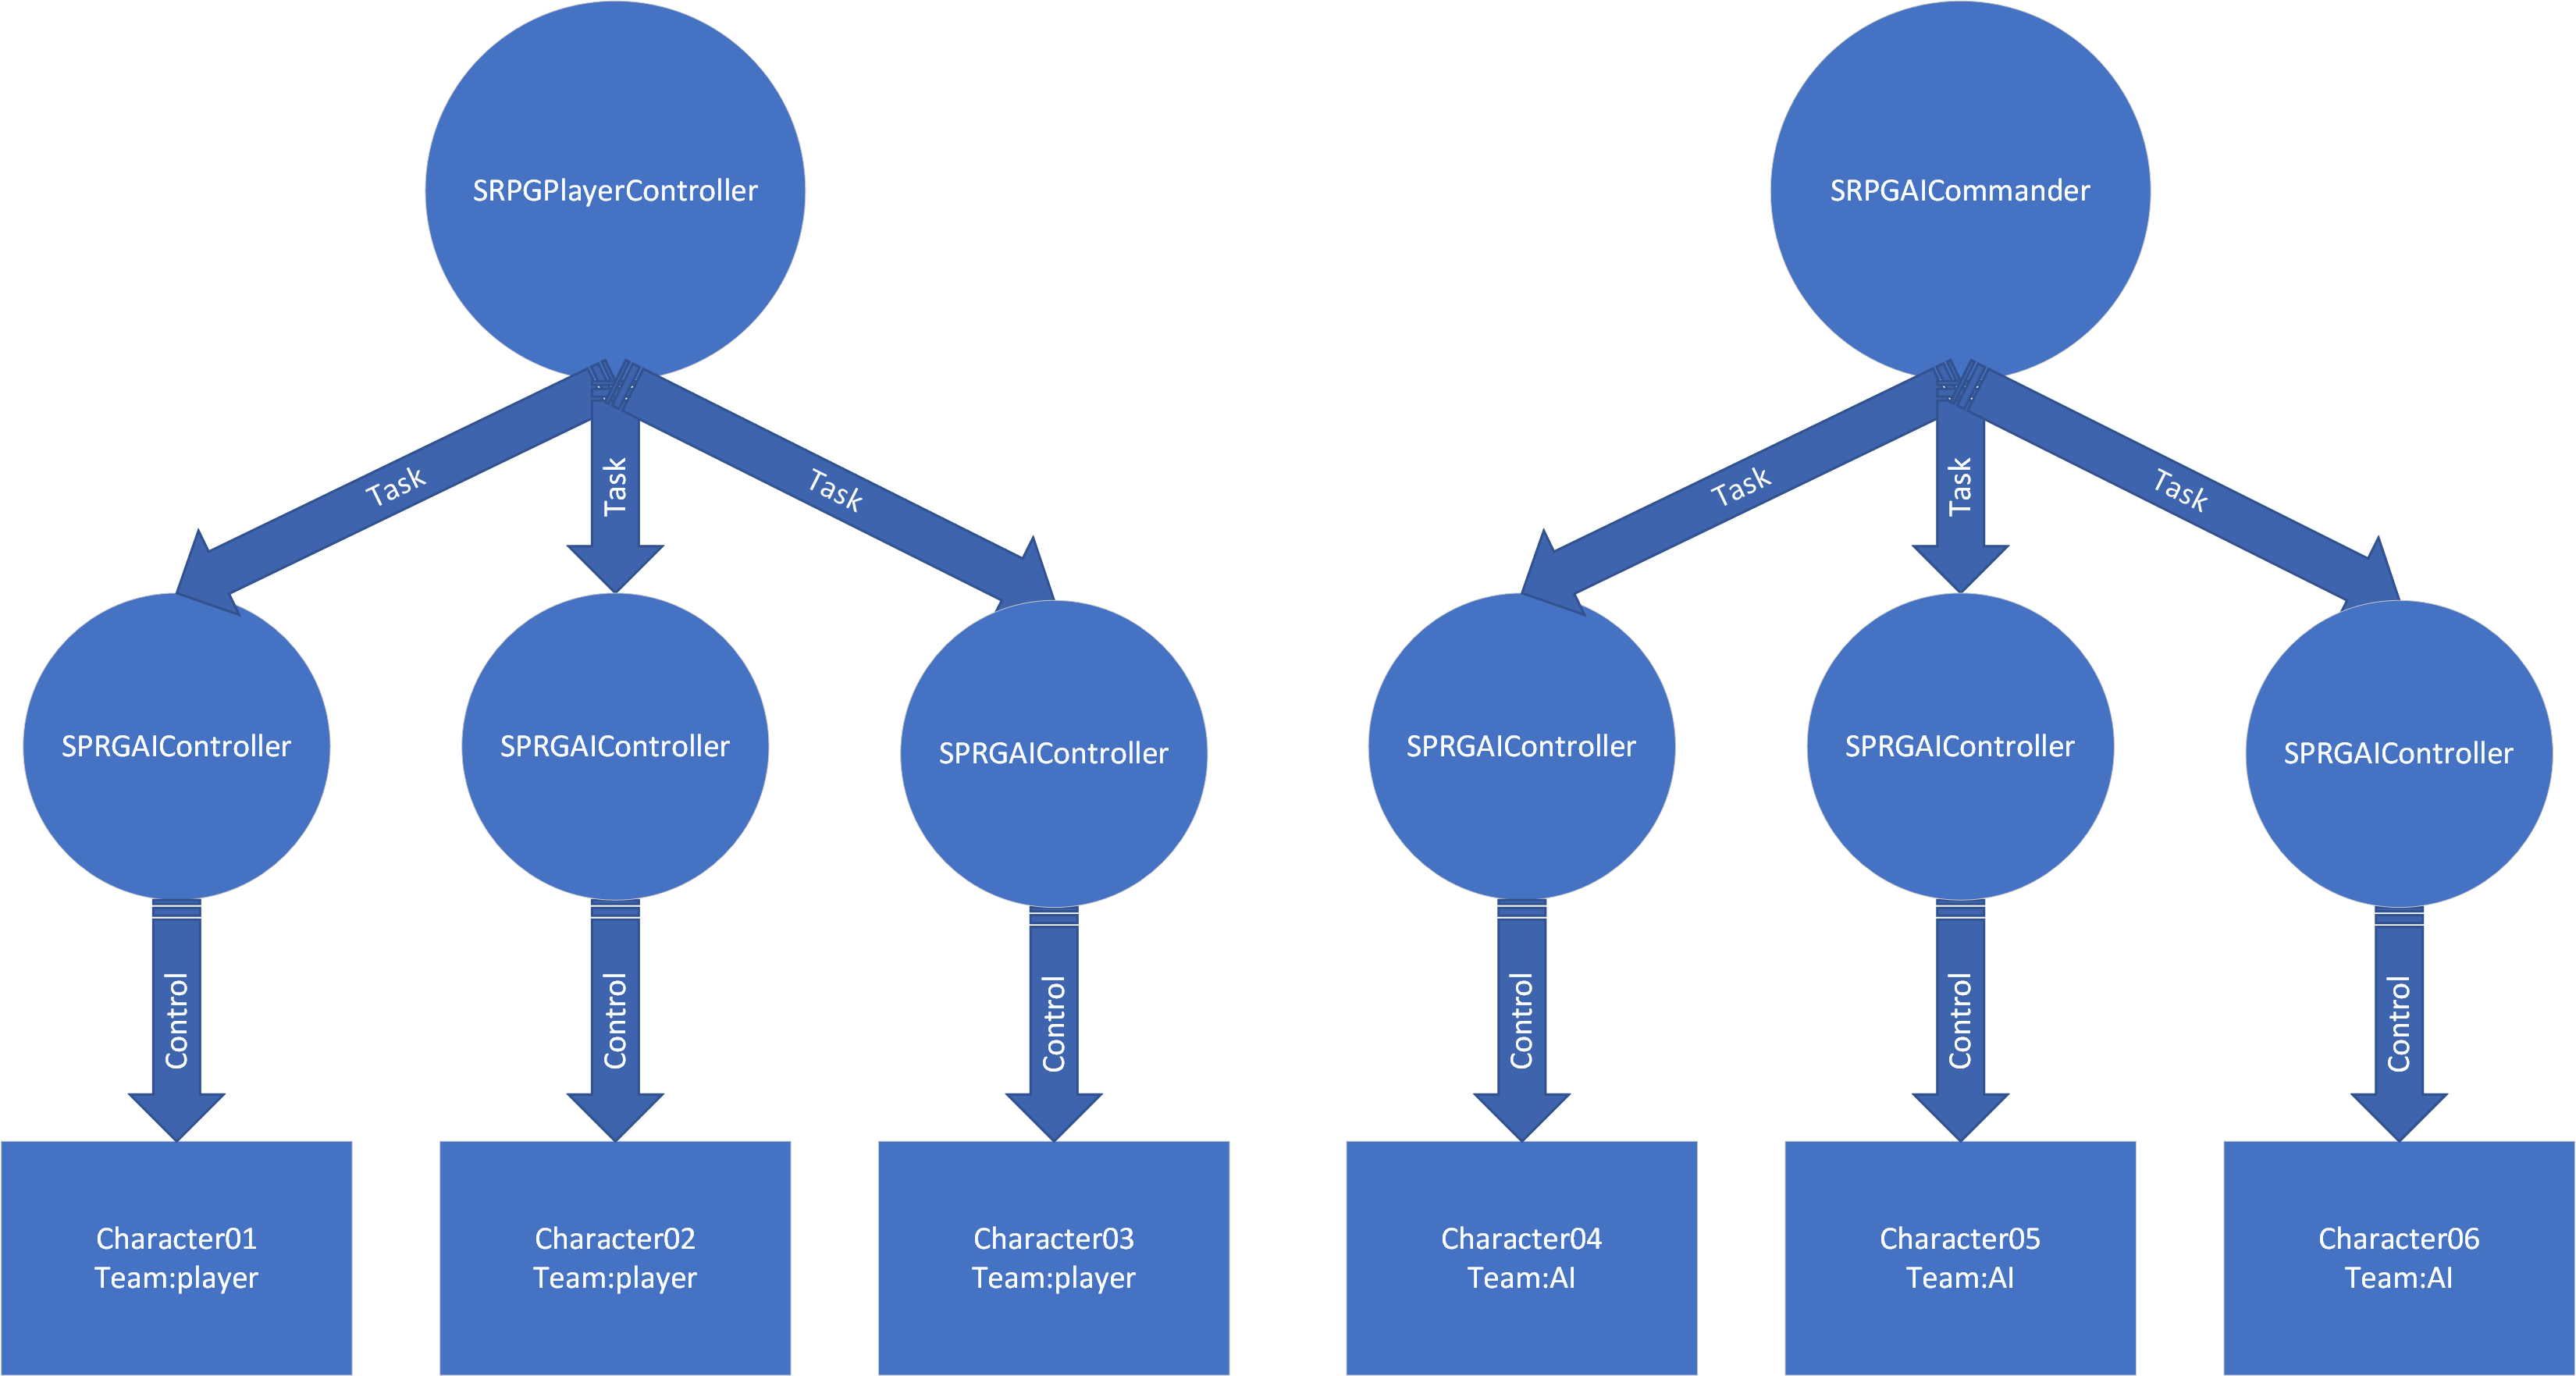 SRPGPlayerController
SRPGAICommander
Task
Task
Task
Task
Task
Task
SPRGAIController
SPRGAIController
SPRGAIController
SPRGAIController
SPRGAIController
SPRGAIController
Control
Control
Control
Control
Control
Control
Character01
Team:player
Character02
Team:player
Character03
Team:player
Character04
Team:AI
Character05
Team:AI
Character06
Team:AI